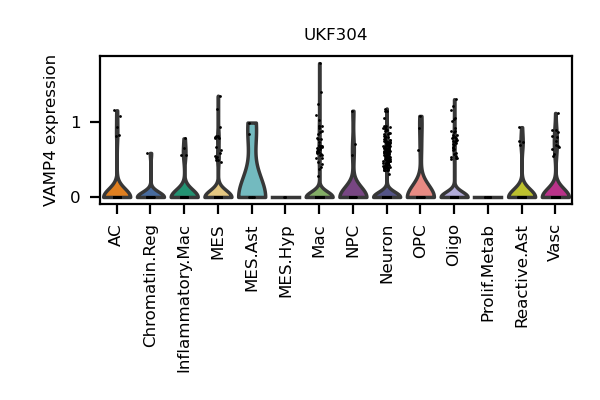 UKF304
VAMP4 expression
1
0
AC
Chromatin.Reg
Inflammatory.Mac
MES
MES.Ast
MES.Hyp
Mac
NPC
Neuron
OPC
Oligo
Prolif.Metab
Reactive.Ast
Vasc